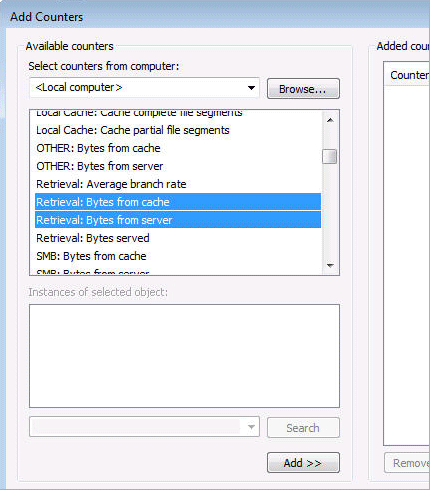 Add Counters
Available counters
Select counters from computer:
<Local computer>
Browse...
Local Cache: Cache complete file segments
Local Cache: Cache partial file segments
OTHER: Bytes from cache
OTHER: Bytes from server
Retrieval: Average branch rate
Retrieval: Bytes from cache
Retrieval: Bytes from server
Retrieval: Bytes served
SMB: Bytes from cache
SMB: Bytes from server
Instances of selected object:
Search
Add >>
Added cou
Counter
Remove